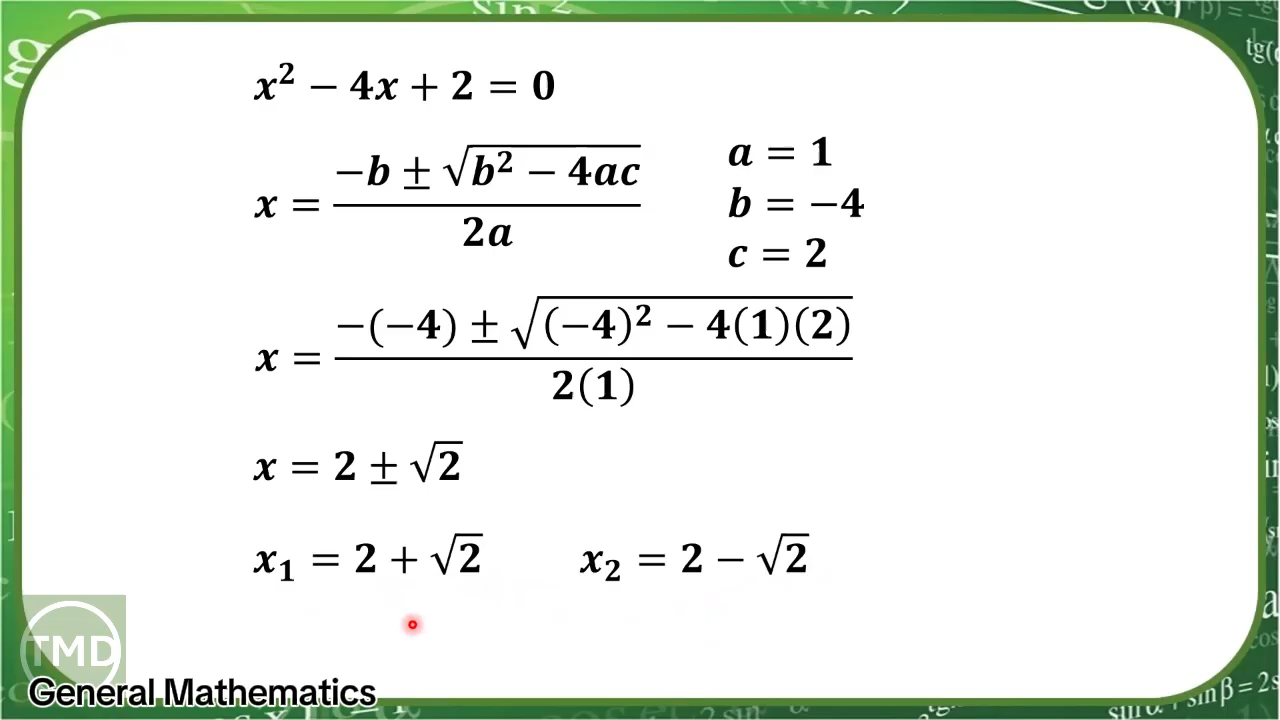 x² − 4x + 2 = 0
x = (−b ± √(b² − 4ac)) / 2a
a = 1
b = −4
c = 2
x = (−(−4) ± √((−4)² − 4(1)(2))) / 2(1)
x = 2 ± √2
x₁ = 2 + √2    x₂ = 2 − √2
TMD
General Mathematics